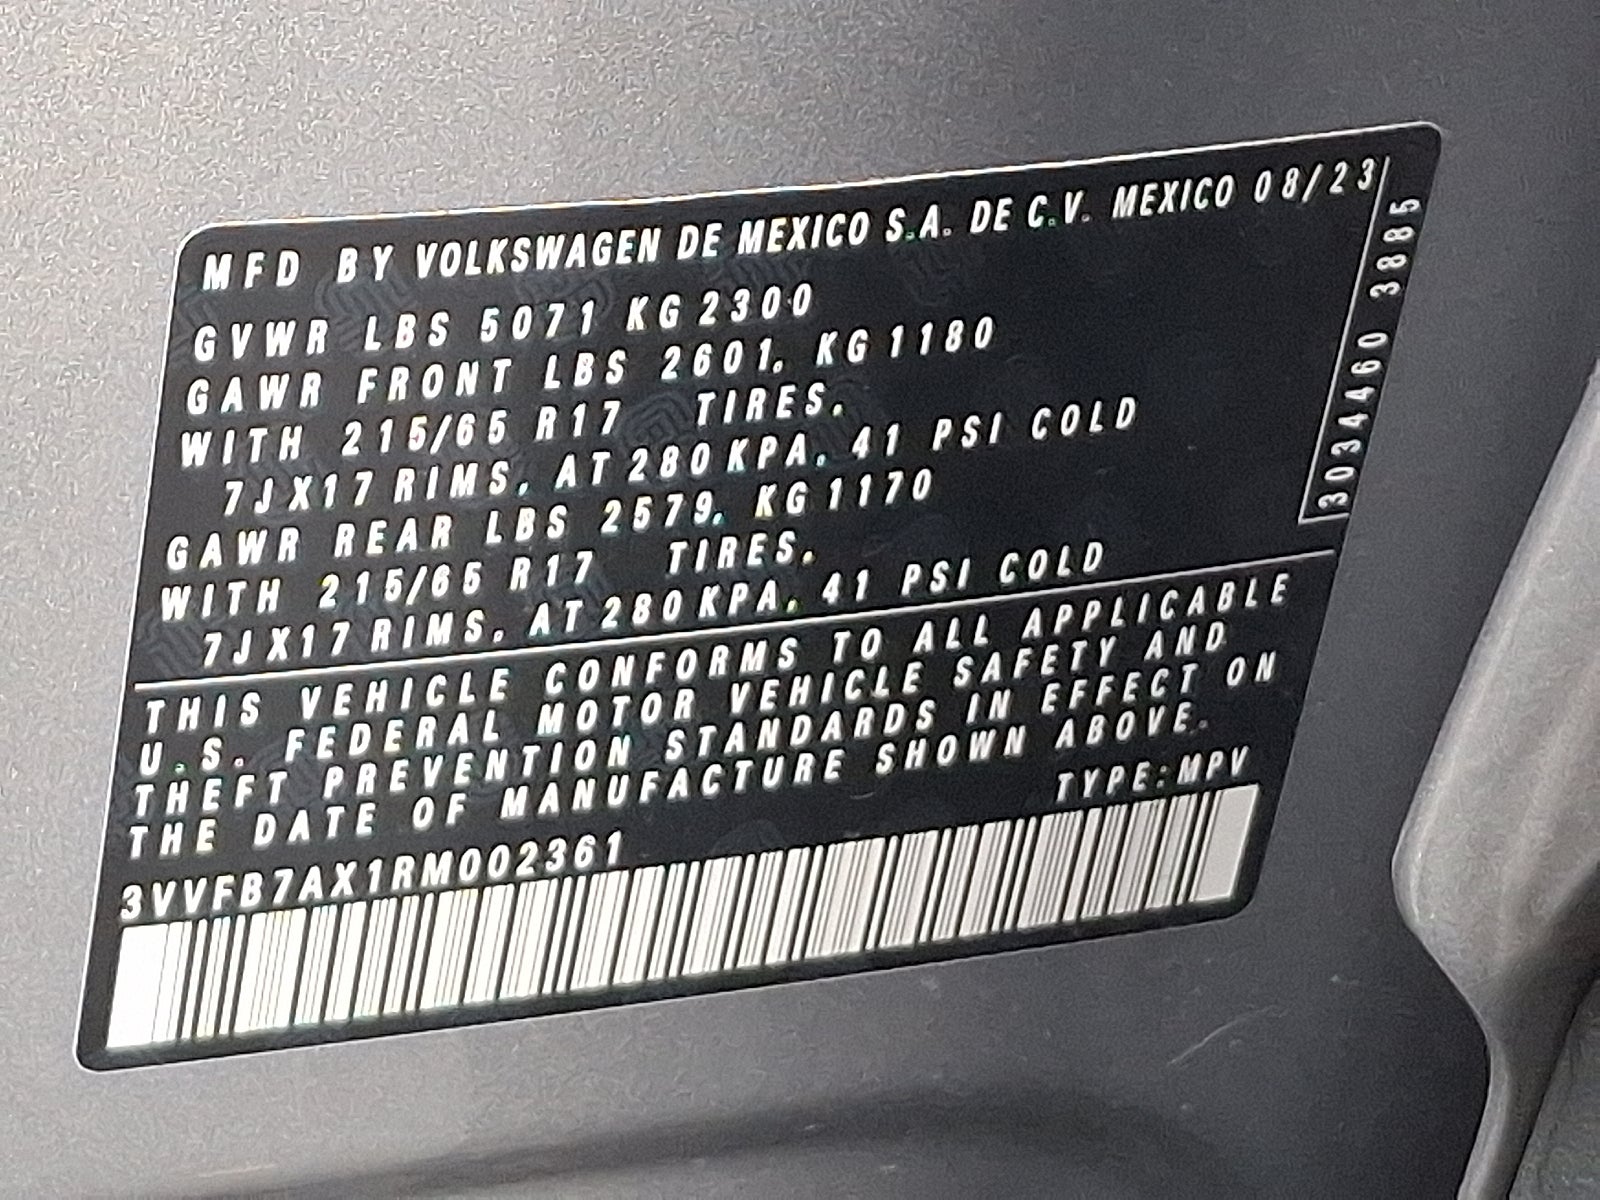 MFD BY VOLKSWAGEN DE MEXICO S.A. DE C.V. MEXICO 08/23
GVWR LBS 5071 KG 2300
GAWR FRONT LBS 2601. KG 1180
WITH 215/65 R17 TIRES.
7JX17 RIMS. AT 280 KPA. 41 PSI COLD
GAWR REAR LBS 2579. KG 1170
WITH 215/65 R17 TIRES.
7JX17 RIMS. AT 280 KPA. 41 PSI COLD
3034460 3885
THIS VEHICLE CONFORMS TO ALL APPLICABLE
U.S. FEDERAL MOTOR VEHICLE SAFETY AND
THEFT PREVENTION STANDARDS IN EFFECT ON
THE DATE OF MANUFACTURE SHOWN ABOVE.
TYPE:MPV
3VVFB7AX1RM002361